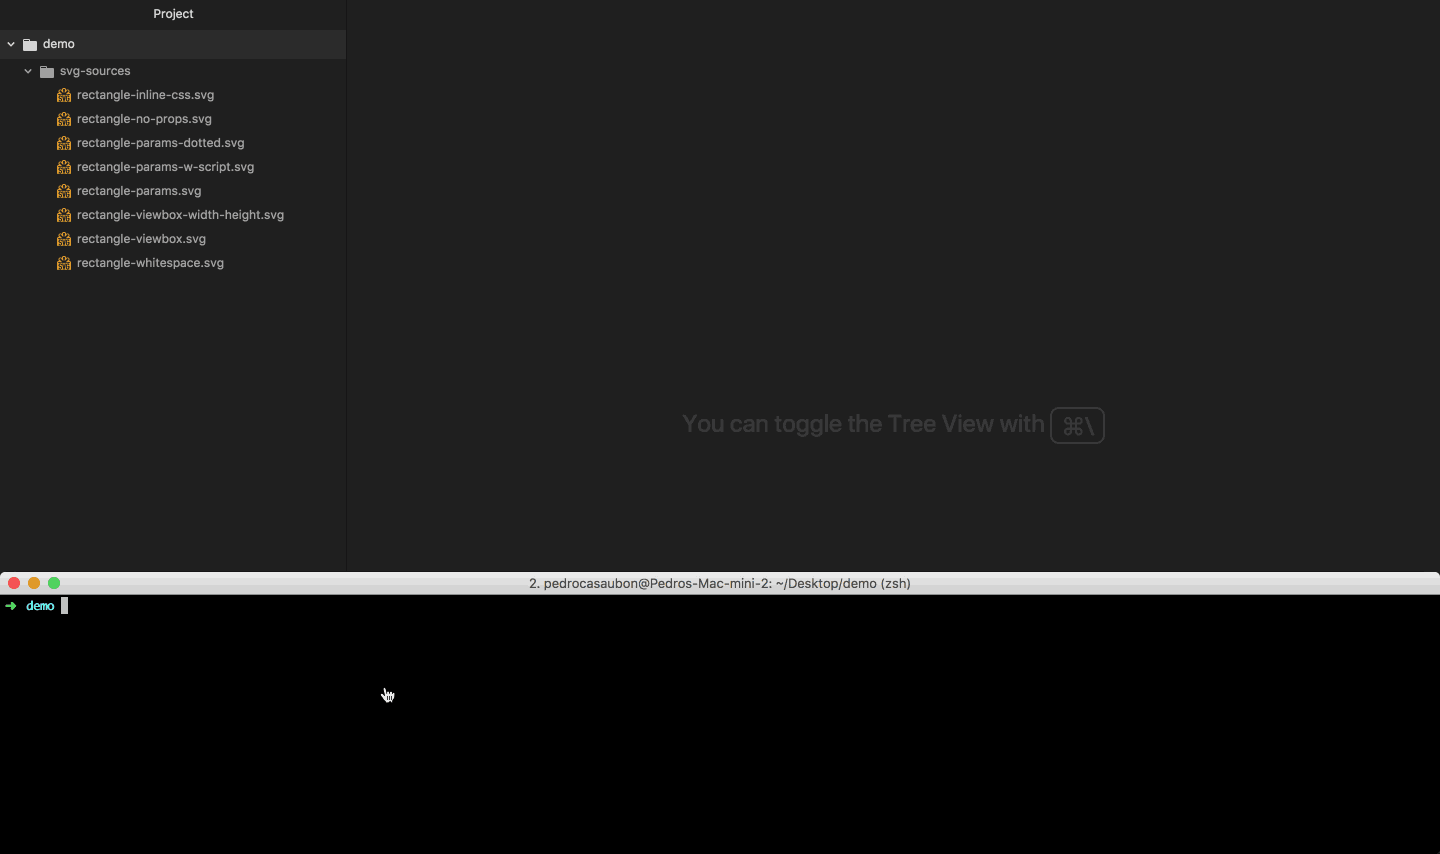 Project
demo
svg-sources
rectangle-inline-css.svg
rectangle-no-props.svg
rectangle-params-dotted.svg
rectangle-params-w-script.svg
rectangle-params.svg
rectangle-viewbox-width-height.svg
rectangle-viewbox.svg
rectangle-whitespace.svg
You can toggle the Tree View with ⌘\
2. pedrocasaubon@Pedros-Mac-mini-2: ~/Desktop/demo (zsh)
➜ demo